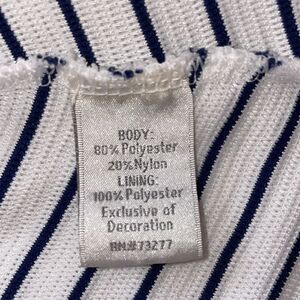 BODY:
80% Polyester
20% Nylon
LINING:
100% Polyester
Exclusive of
Decoration
RN:#73277